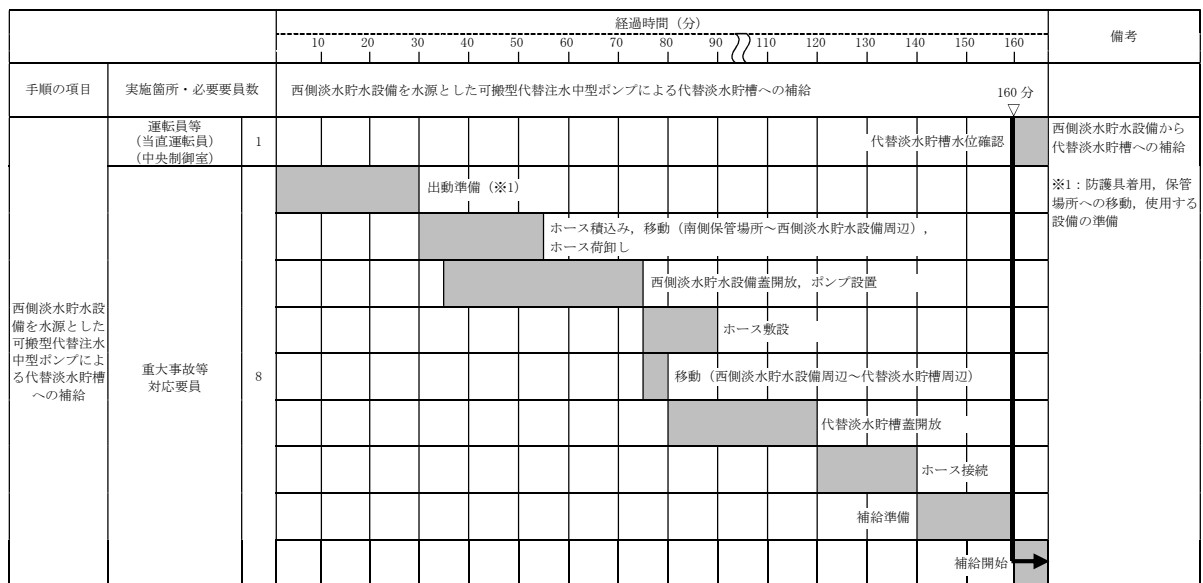 経過時間（分）
備考
10 20 30 40 50 60 70 80 90 110 120 130 140 150 160
手順の項目
実施箇所・必要要員数
西側淡水貯水設備を水源とした可搬型代替注水中型ポンプによる代替淡水貯槽への補給
160 分
▽
運転員等
（当直運転員）
（中央制御室）
1
代替淡水貯槽水位確認
西側淡水貯水設備から
代替淡水貯槽への補給
※1：防護具着用，保管
場所への移動，使用する
設備の準備
西側淡水貯水設
備を水源とした
可搬型代替注水
中型ポンプによ
る代替淡水貯槽
への補給
重大事故等
対応要員
8
出動準備（※1）
ホース積込み，移動（南側保管場所～西側淡水貯水設備周辺），
ホース荷卸し
西側淡水貯水設備蓋開放，ポンプ設置
ホース敷設
移動（西側淡水貯水設備周辺～代替淡水貯槽周辺）
代替淡水貯槽蓋開放
ホース接続
補給準備
補給開始